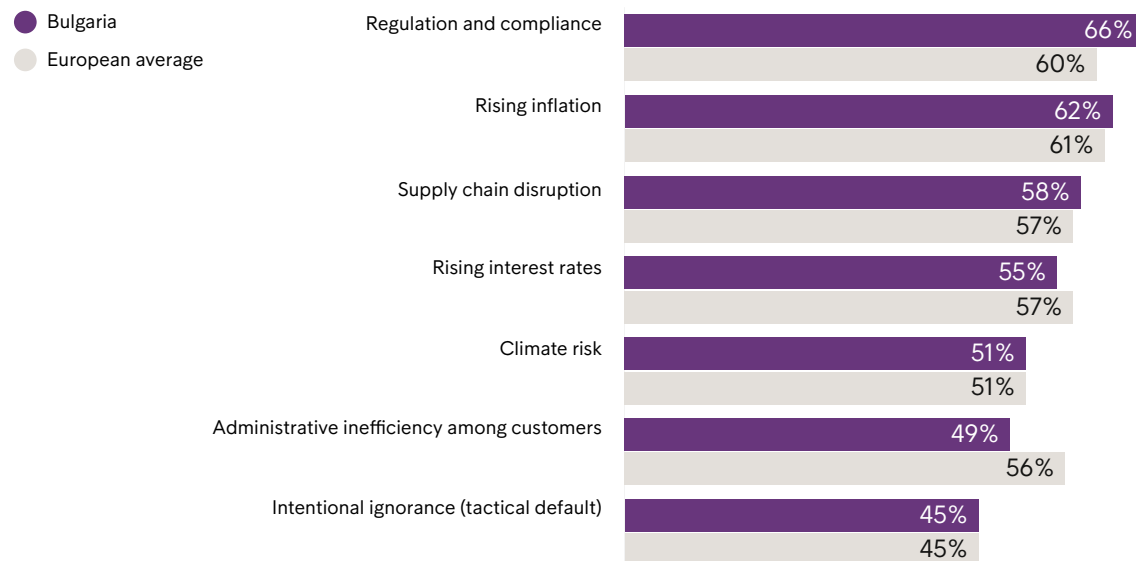 Bulgaria
European average
Regulation and compliance
66%
60%
Rising inflation
62%
61%
Supply chain disruption
58%
57%
Rising interest rates
55%
57%
Climate risk
51%
51%
Administrative inefficiency among customers
49%
56%
Intentional ignorance (tactical default)
45%
45%